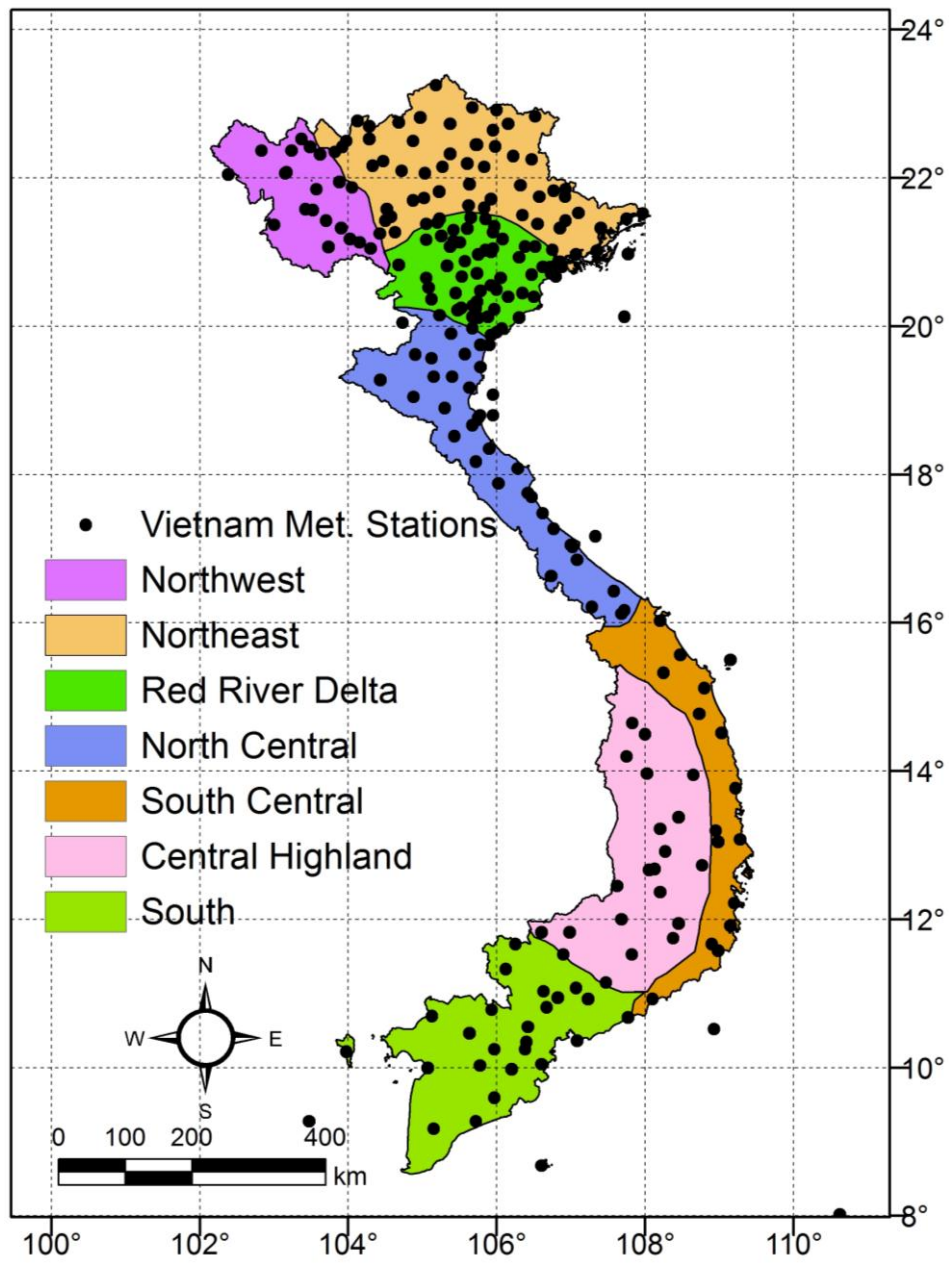 24°
22°
20°
18°
Vietnam Met. Stations
Northwest
Northeast
Red River Delta
16°
North Central
South Central
14°
Central Highland
South
12°
N
W
E
S
10°
0 100 200 400
km
8°
100° 102° 104° 106° 108° 110°